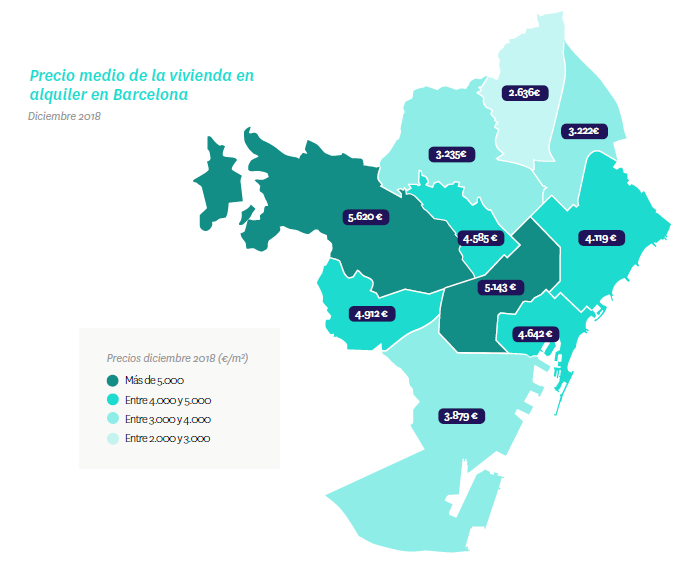 Precio medio de la vivienda en
alquiler en Barcelona
Diciembre 2018
2.636€
3.222€
3.235€
5.620 €
4.585 €
4.119 €
5.143 €
4.912 €
4.642 €
3.879 €
Precios diciembre 2018 (€/m²)
Más de 5.000
Entre 4.000 y 5.000
Entre 3.000 y 4.000
Entre 2.000 y 3.000